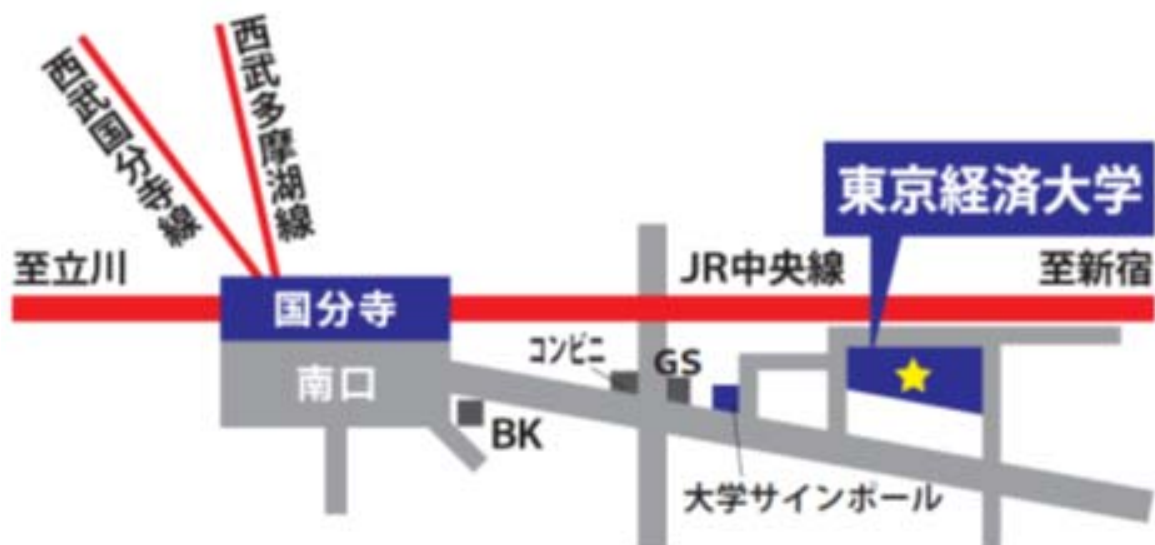 西武国分寺線
西武多摩湖線
東京経済大学
至立川
JR中央線
至新宿
国分寺
南口
コンビニ
GS
BK
大学サインポール